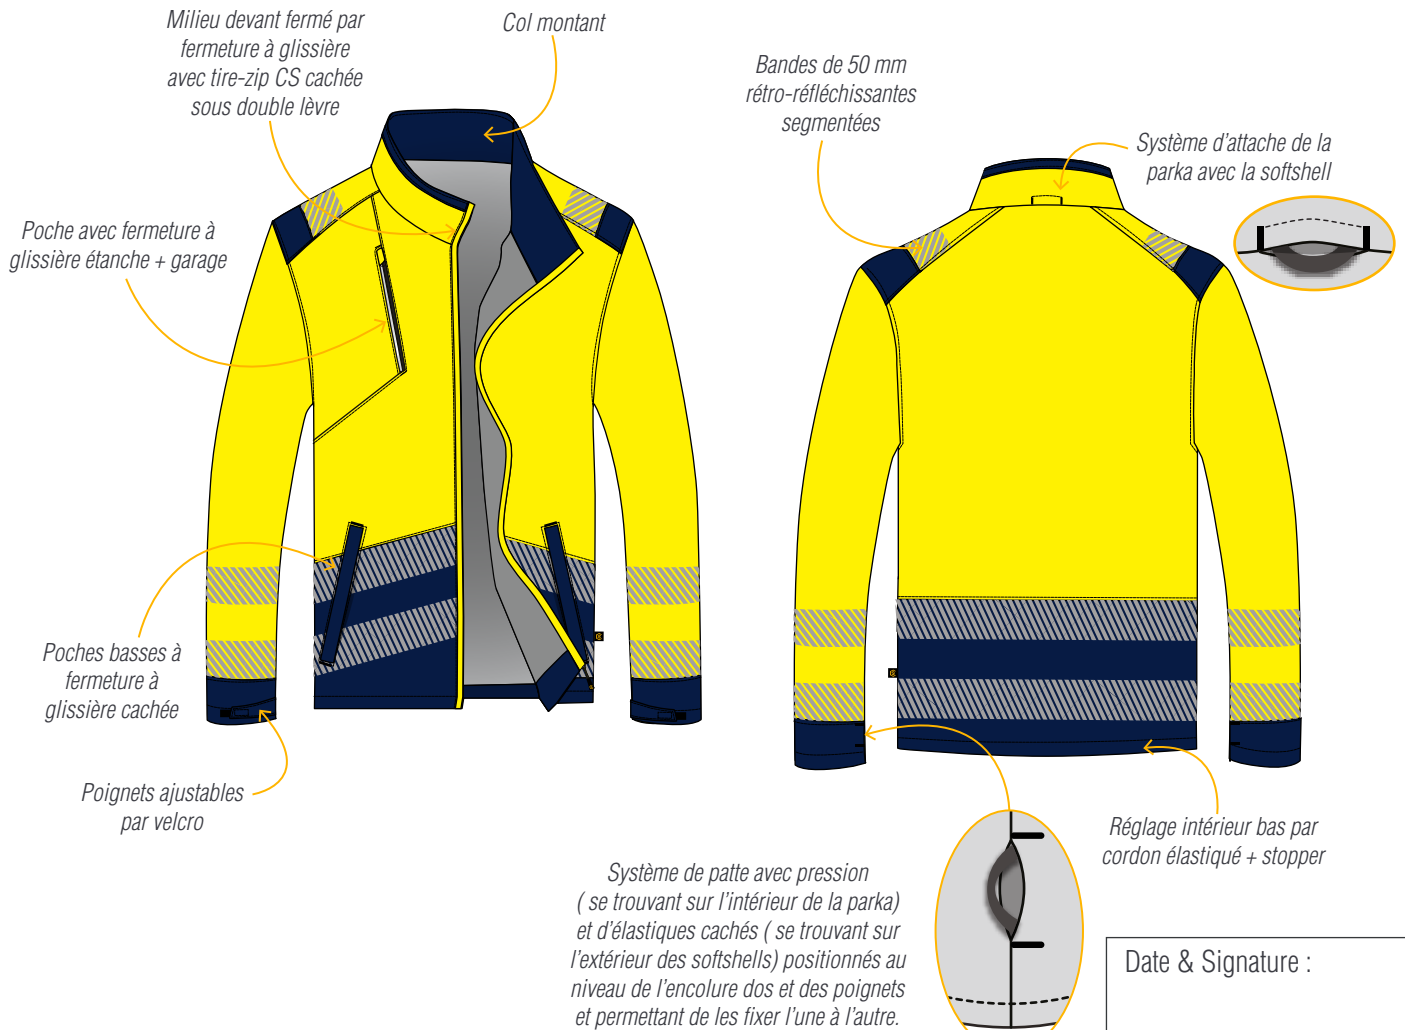 Milieu devant fermé par
fermeture à glissière
avec tire-zip CS cachée
sous double lèvre
Col montant
Bandes de 50 mm
rétro-réfléchissantes
segmentées
Système d’attache de la
parka avec la softshell
Poche avec fermeture à
glissière étanche + garage
Poches basses à
fermeture à
glissière cachée
Poignets ajustables
par velcro
Réglage intérieur bas par
cordon élastiqué + stopper
Système de patte avec pression
( se trouvant sur l’intérieur de la parka)
et d’élastiques cachés ( se trouvant sur
l’extérieur des softshells) positionnés au
niveau de l’encolure dos et des poignets
et permettant de les fixer l’une à l’autre.
Date & Signature :